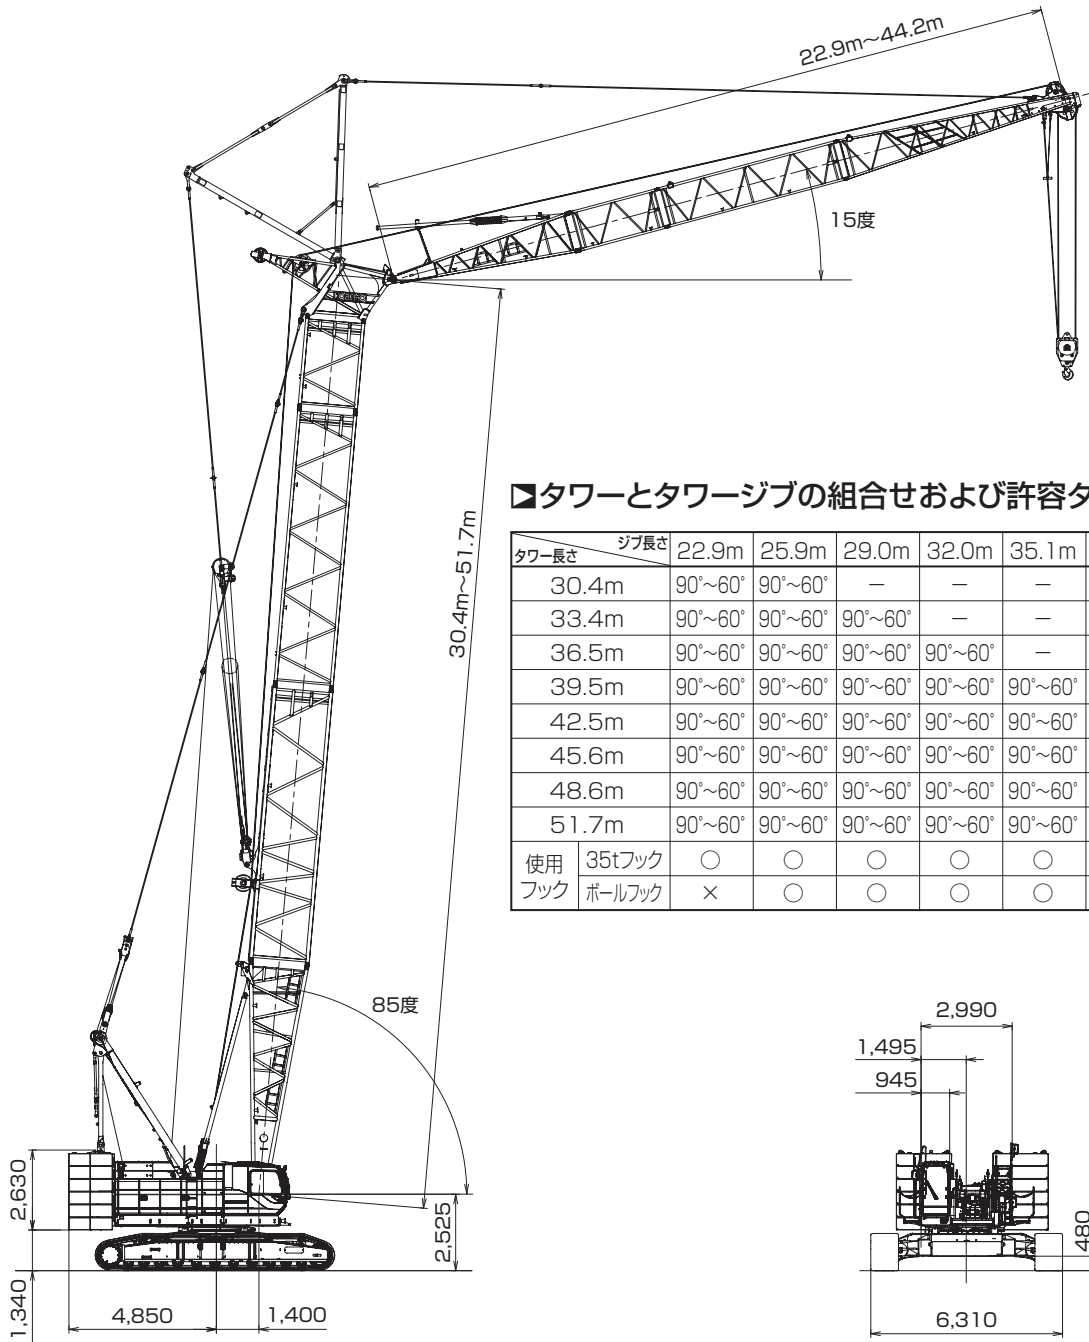 22.9m～44.2m
15度
30.4m～51.7m
タワーとタワージブの組合せおよび許容タ
ジブ長さ
タワー長さ
22.9m 25.9m 29.0m 32.0m 35.1m
30.4m 90°～60° 90°～60° － － －
33.4m 90°～60° 90°～60° 90°～60° － －
36.5m 90°～60° 90°～60° 90°～60° 90°～60° －
39.5m 90°～60° 90°～60° 90°～60° 90°～60° 90°～60°
42.5m 90°～60° 90°～60° 90°～60° 90°～60° 90°～60°
45.6m 90°～60° 90°～60° 90°～60° 90°～60° 90°～60°
48.6m 90°～60° 90°～60° 90°～60° 90°～60° 90°～60°
51.7m 90°～60° 90°～60° 90°～60° 90°～60° 90°～60°
使用
フック
35tフック ○ ○ ○ ○ ○
ボールフック × ○ ○ ○ ○
85度
2,630
1,340
4,850
1,400
2,525
2,990
1,495
945
480
6,310